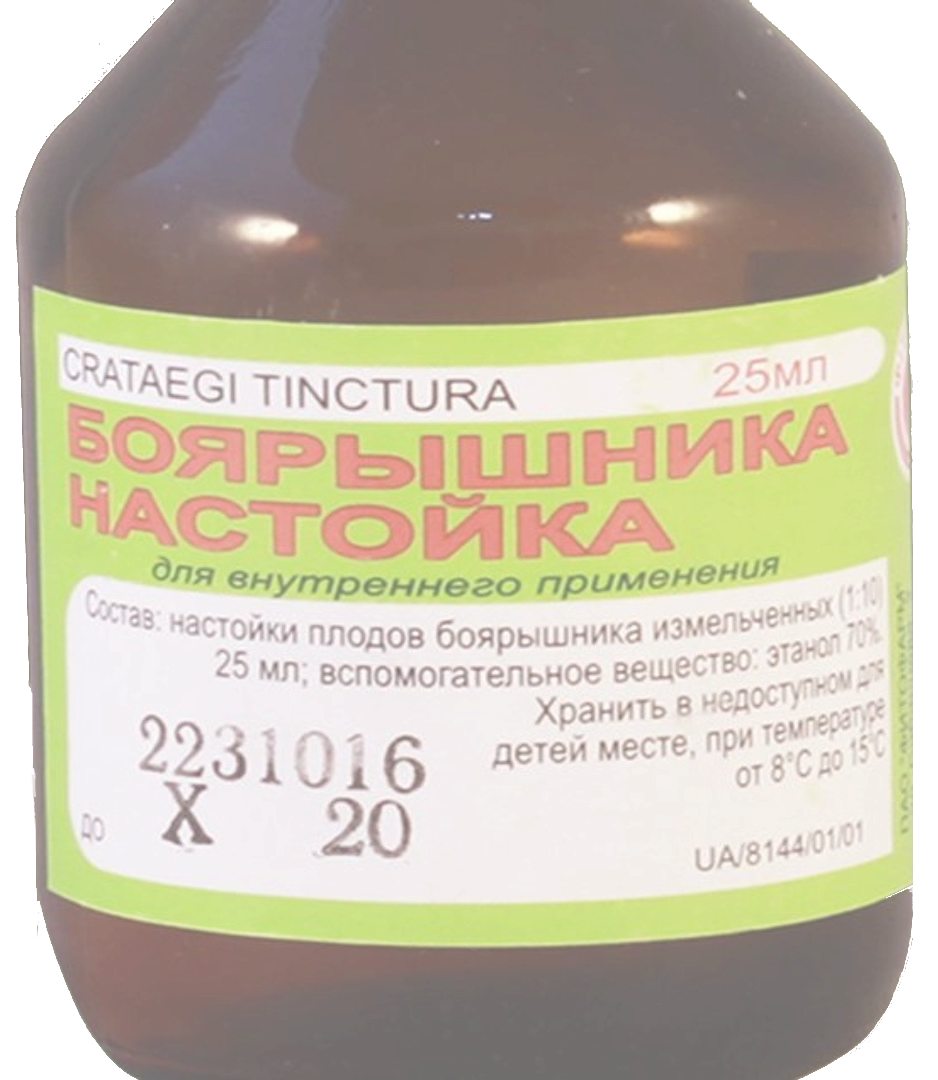 CRATAEGI TINCTURA 25мл
БОЯРЫШНИКА
НАСТОЙКА
для внутреннего применения
Состав: настойки плодов боярышника измельченных (1:10)
25 мл; вспомогательное вещество: этанол 70%.
Хранить в недоступном для
детей месте, при температуре
от 8°С до 15°С
2231016
до X 20
UA/8144/01/01
ПАО "ФИТОФАРМ"